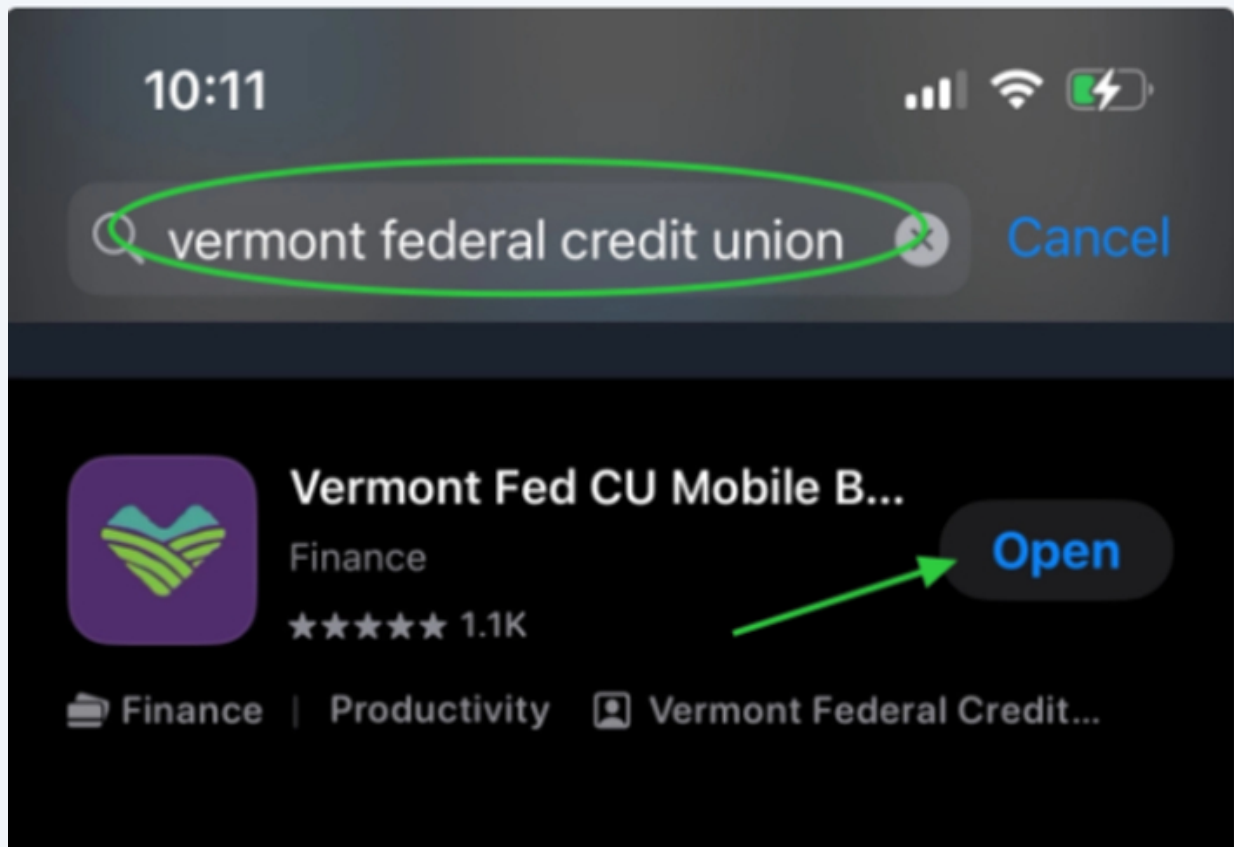 10:11
vermont federal credit union
Cancel
Vermont Fed CU Mobile B...
Finance
Open
1.1K
Finance | Productivity Vermont Federal Credit...